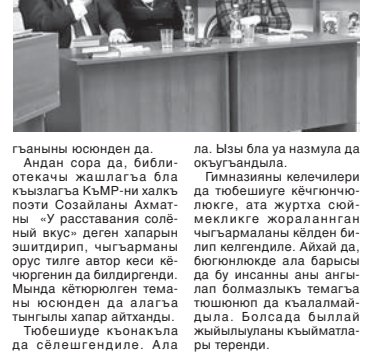 гъаныны юсюнден да.
Андан сора да, библи-
отекачы жашлагъа бла
къызлагъа КъМР-ни халкъ
поэти Созайланы Ахмат-
ны «У расставания солё-
ный вкус» деген хапарын
эшитдирип, чыгъарманы
орус тилге автор кеси кё-
чюргенин да билдиргенди.
Мында кётюрюлген тема-
ны юсюнден да алагъа
тынгылы хапар айтханды.
Тюбешиуде къонакъла
да сёлешгендиле. Ала
ла. Ызы бла уа назмула да
окъугъандыла.
Гимназияны келечилери
да тюбешиуге кёчгюнчю-
люкге, ата журтха сюй-
мекликге жораланнган
чыгъармаланы кёлден би-
лип келгендиле. Айхай да,
бюгюнлюкде ала барысы
да бу инсанны аны ангы-
лап болмазлыкъ темагъа
тюшюнюп да къалалмай-
дыла. Болсада быллай
жыйылыуланы къыйматла-
ры теренди.